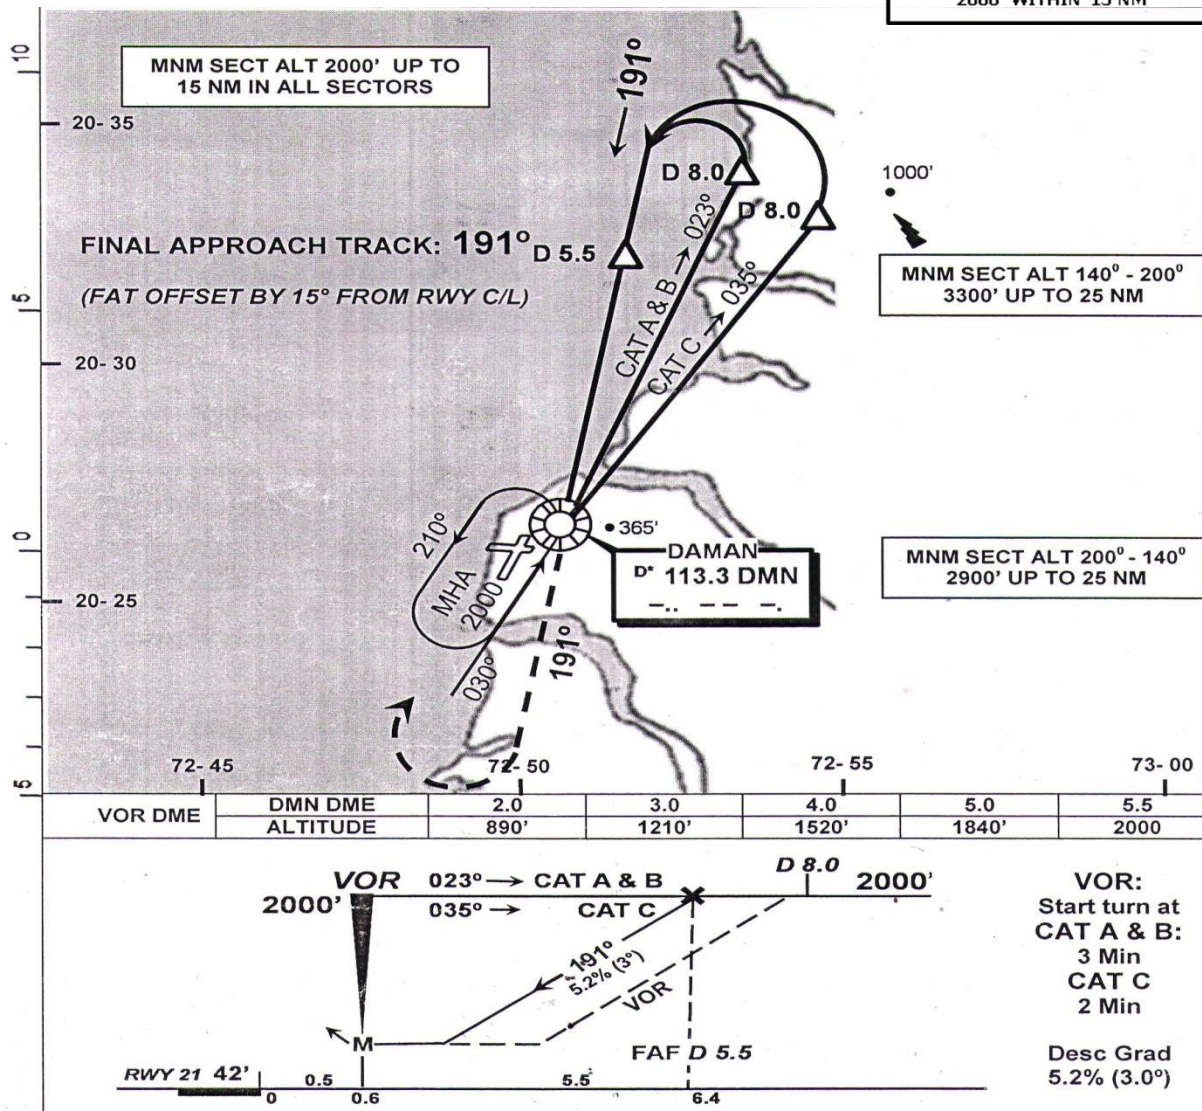 2888' WITHIN 15 NM
10
MNM SECT ALT 2000' UP TO
15 NM IN ALL SECTORS
191°
20- 35
D 8.0
1000'
D 8.0
FINAL APPROACH TRACK: 191°
D 5.5
(FAT OFFSET BY 15° FROM RWY C/L)
CAT A & B → 023°
CAT C → 035°
MNM SECT ALT 140° - 200°
3300' UP TO 25 NM
5
20- 30
365'
210°
0
MHA
2000
DAMAN
D* 113.3 DMN
MNM SECT ALT 200° - 140°
2900' UP TO 25 NM
20- 25
030°
191°
5
72- 45
72- 50
72- 55
73- 00
VOR DME
DMN DME 2.0 3.0 4.0 5.0 5.5
ALTITUDE 890' 1210' 1520' 1840' 2000
VOR 023° → CAT A & B
D 8.0
2000'
2000'
035° → CAT C
191°
5.2% (3°)
VOR
M
FAF D 5.5
RWY 21 42'
0.5
5.5
0
0.6
6.4
VOR:
Start turn at
CAT A & B:
3 Min
CAT C
2 Min
Desc Grad
5.2% (3.0°)